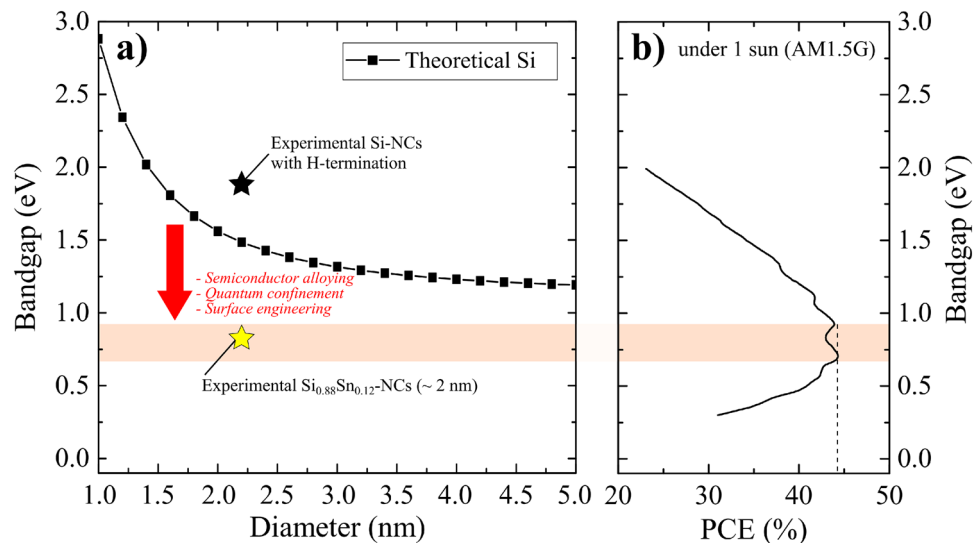 a)
Theoretical Si
Experimental Si-NCs
with H-termination
- Semiconductor alloying
- Quantum confinement
- Surface engineering
Experimental Si0.88Sn0.12-NCs (~ 2 nm)
Bandgap (eV)
3.0
2.5
2.0
1.5
1.0
0.5
0.0
1.0 1.5 2.0 2.5 3.0 3.5 4.0 4.5 5.0
Diameter (nm)
b) under 1 sun (AM1.5G)
3.0
2.5
2.0
1.5
1.0
0.5
0.0
Bandgap (eV)
20 30 40 50
PCE (%)